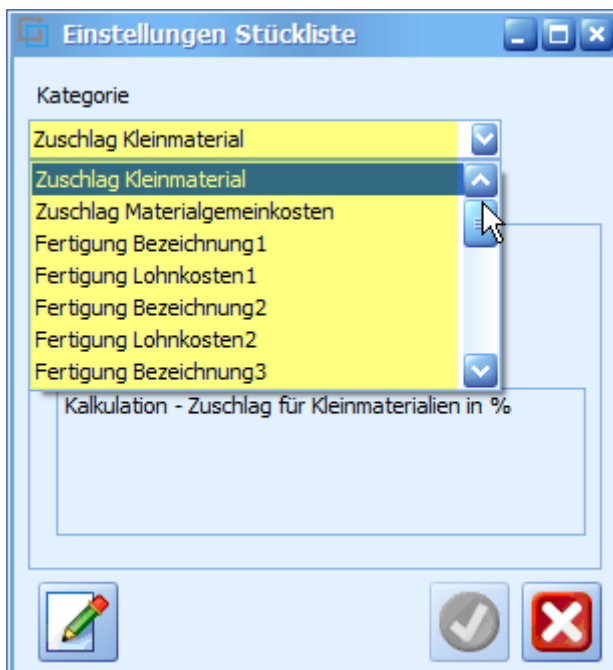 Einstellungen Stückliste
Kategorie
Zuschlag Kleinmaterial
Zuschlag Kleinmaterial
Zuschlag Materialgemeinkosten
Fertigung Bezeichnung1
Fertigung Lohnkosten1
Fertigung Bezeichnung2
Fertigung Lohnkosten2
Fertigung Bezeichnung3
Kalkulation - Zuschlag für Kleinmaterialien in %